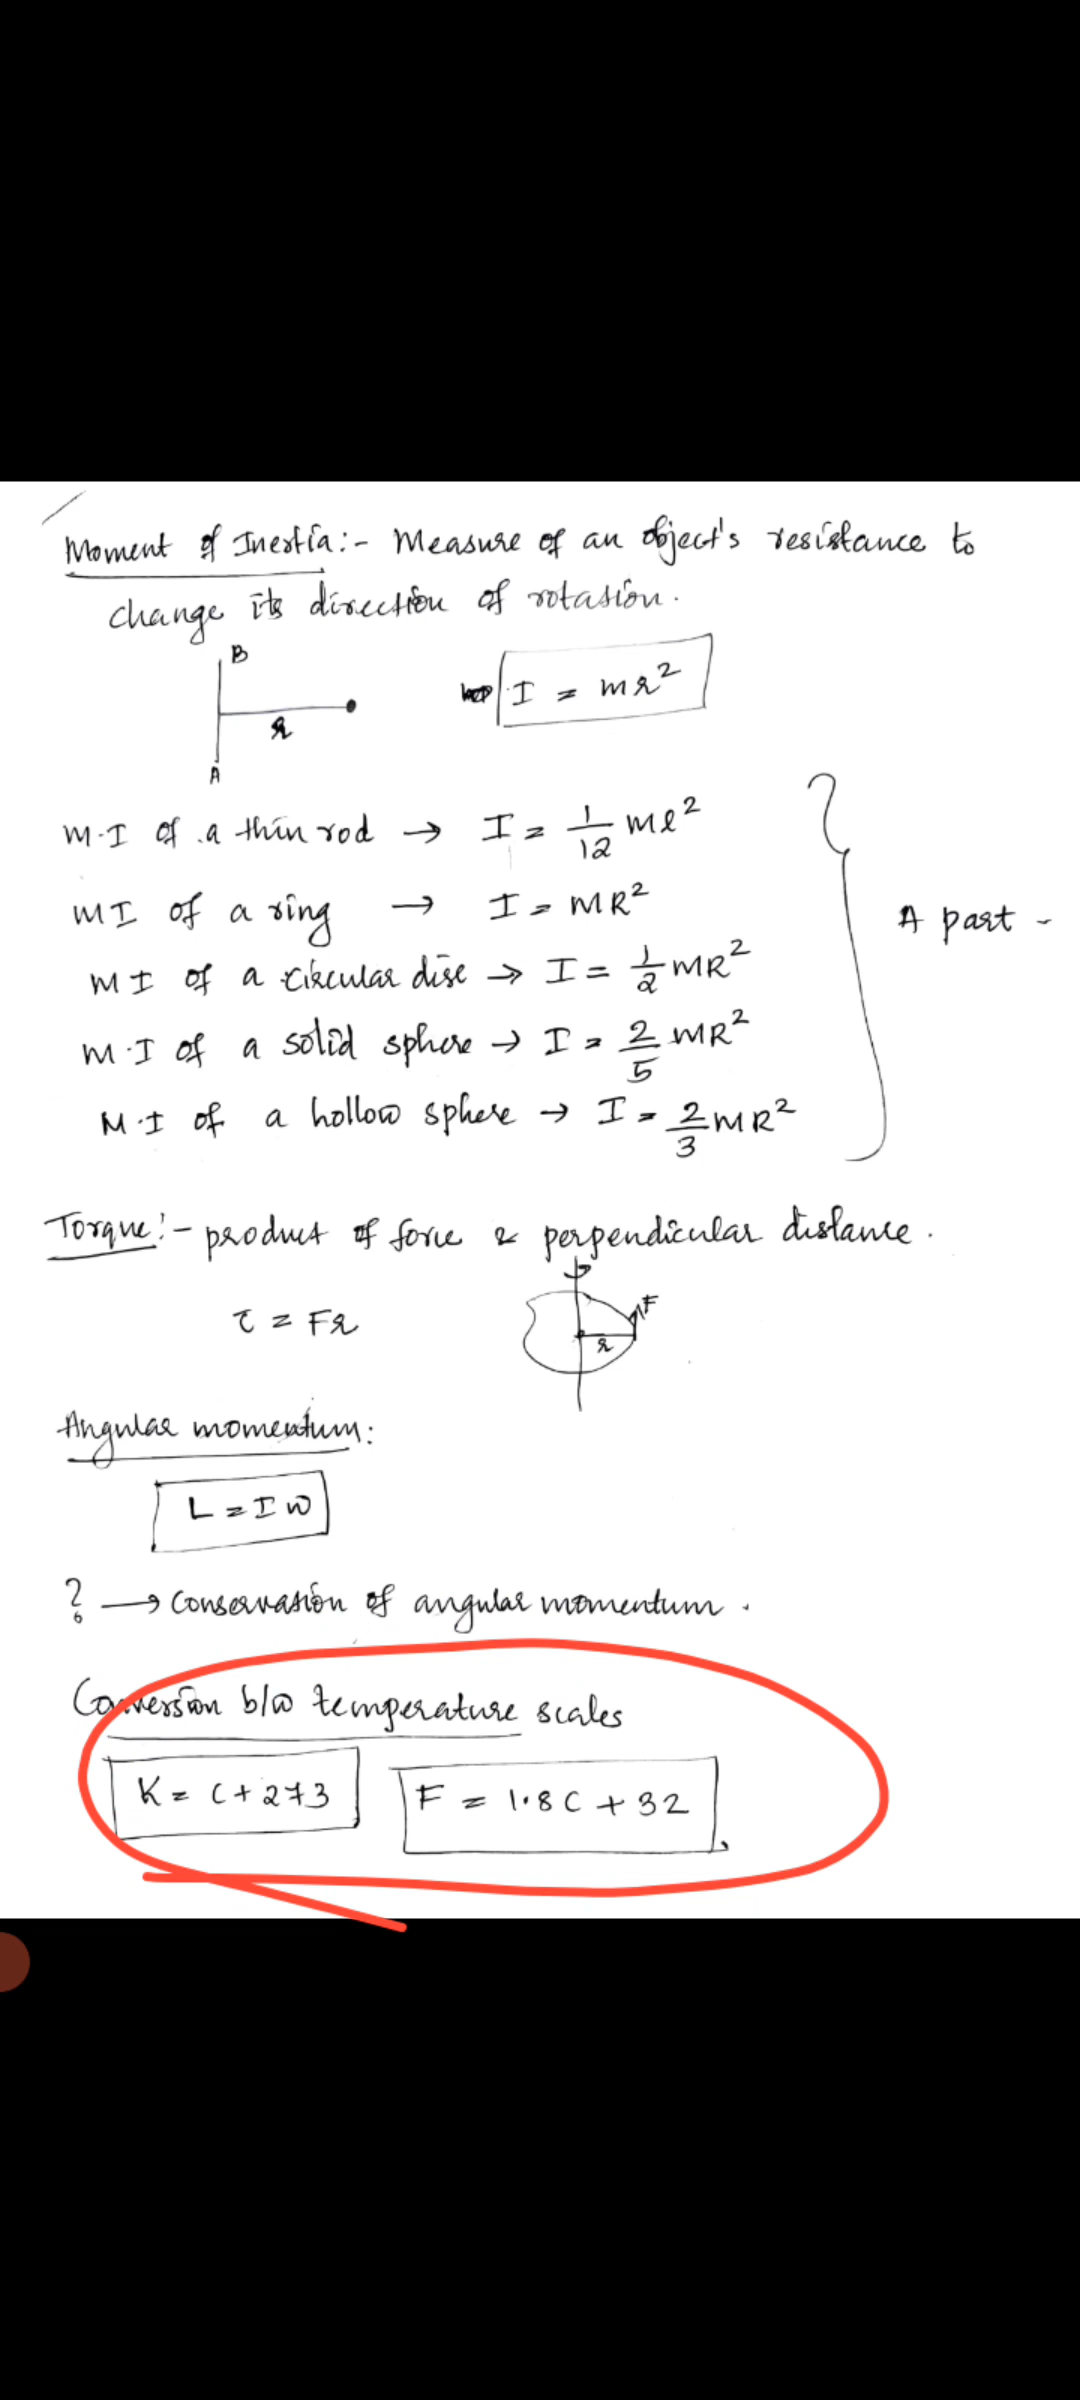 Moment of Inertia:- Measure of an object's resistance to
change its direction of rotasion.
B
I = mr²
r
A
M.I of a thin rod → I = 1/12 ml²
MI of a ring → I = MR²
A part -
MI of a circular disc → I = 1/2 MR²
M.I of a solid sphere → I = 2/5 MR²
M.I of a hollow sphere → I = 2/3 MR²
Torque:- product of force & perpendicular distance.
τ = Fr
F
r
Angular momentum:
L = Iω
? → Conservasion of angular momentum.
Conversion b/w temperature scales
K = C + 273
F = 1.8C + 32